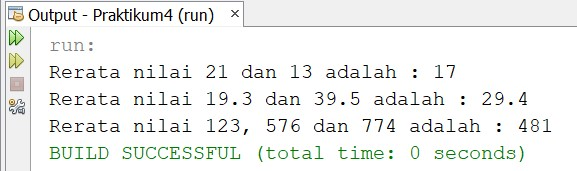 Output - Praktikum4 (run) ×
run:
Rerata nilai 21 dan 13 adalah : 17
Rerata nilai 19.3 dan 39.5 adalah : 29.4
Rerata nilai 123, 576 dan 774 adalah : 481
BUILD SUCCESSFUL (total time: 0 seconds)